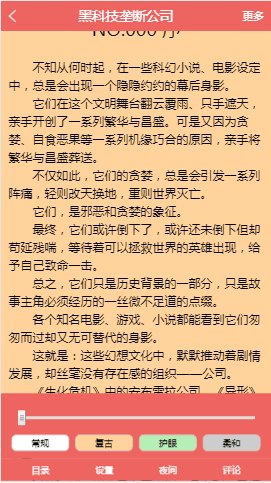 黑科技垄断公司
更多
不知从何时起，在一些科幻小说、电影设定
中，总是会出现一个隐隐约约的幕后身影。
它们在这个文明舞台翻云覆雨、只手遮天，
亲手开创了一系列繁华与昌盛。可是又因为贪
婪、自食恶果等一系列机缘巧合的原因，亲手将
繁华与昌盛葬送。
不仅如此，它们的贪婪，总是会引发一系列
阵痛，轻则改天换地，重则世界灭亡。
它们，是邪恶和贪婪的象征。
最终，它们或许倒下了，或许还未倒下但却
苟延残喘，等待着可以拯救世界的英雄出现，给
予自己致命一击。
总之，它们只是历史背景的一部分，只是故
事主角必须经历的一丝微不足道的点缀。
各个知名电影、游戏、小说都能看到它们匆
匆而过却又无可替代的身影。
这就是：这些幻想文化中，默默推动着剧情
发展，却丝毫没有存在感的组织——公司。
《生化危机》中的安布雷拉公司，《异形》
常规
复古
护眼
柔和
目录
设置
夜间
评论